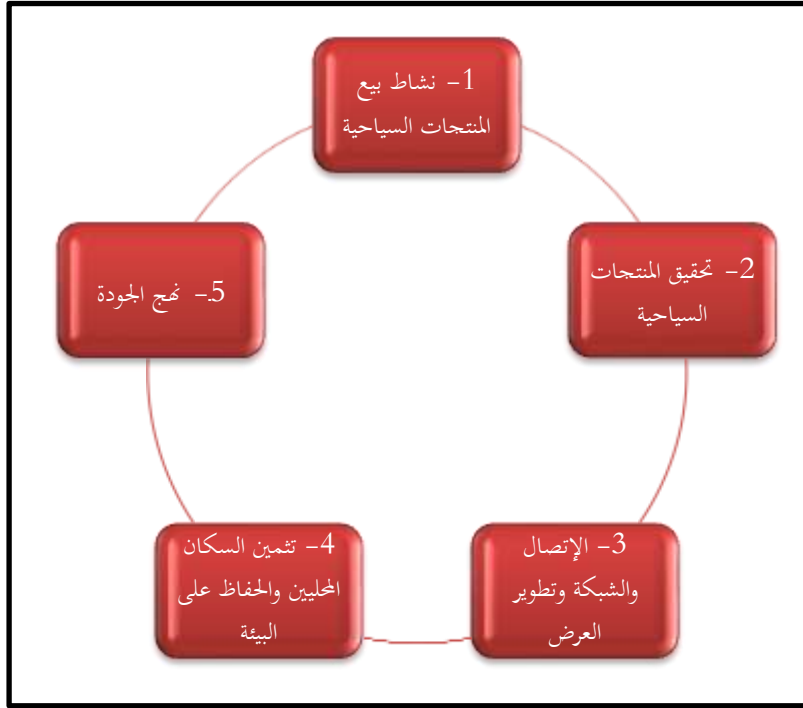 1- نشاط بيع
المنتجات السياحية
2- تحقيق المنتجات
السياحية
3- الإتصال
والشبكة وتطوير
العرض
4- تثمين السكان
المحليين والحفاظ على
البيئة
5- نهج الجودة